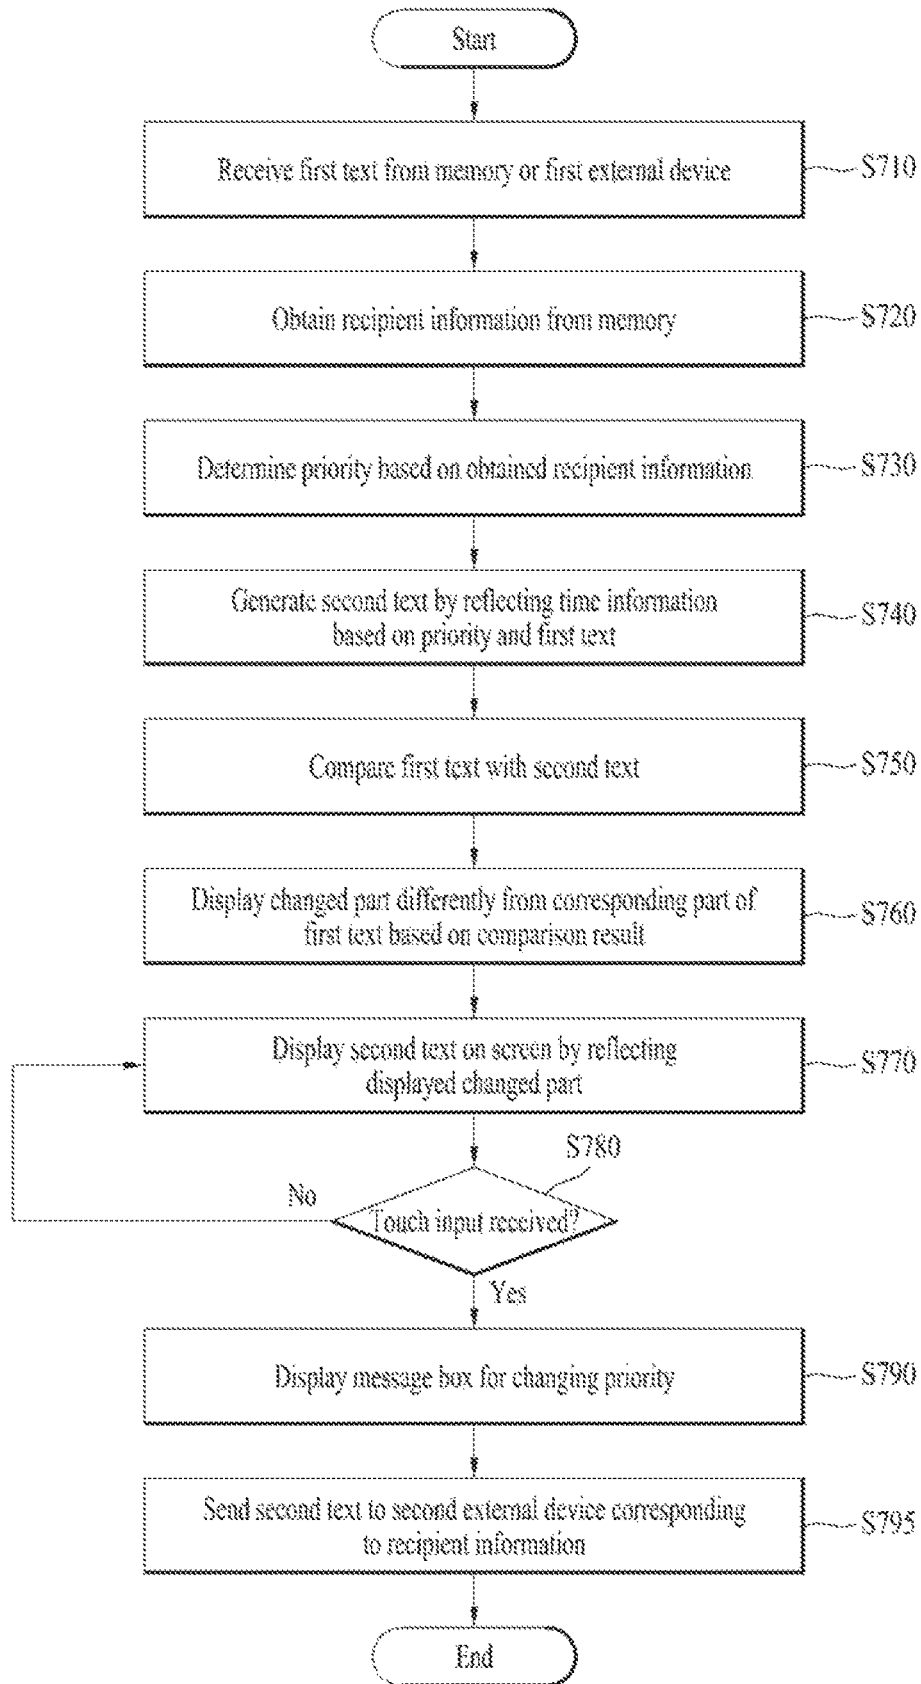 Start
Receive first text from memory or first external device
S710
Obtain recipient information from memory
S720
Determine priority based on obtained recipient information
S730
Generate second text by reflecting time information
based on priority and first text
S740
Compare first text with second text
S750
Display changed part differently from corresponding part of
first text based on comparison result
S760
Display second text on screen by reflecting
displayed changed part
S770
S780
No
Touch input received?
Yes
Display message box for changing priority
S790
Send second text to second external device corresponding
to recipient information
S795
End